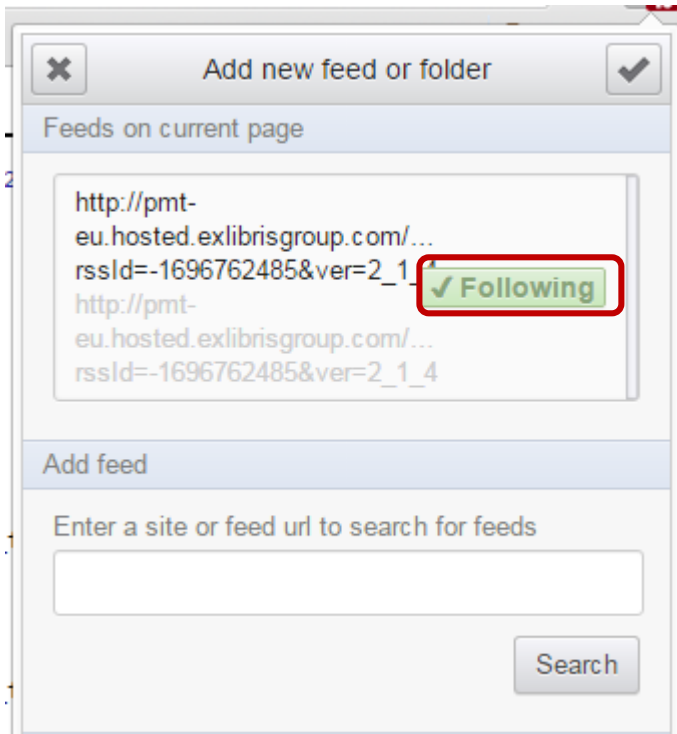 Add new feed or folder
Feeds on current page
http://pmt-
eu.hosted.exlibrisgroup.com/...
rssId=-1696762485&ver=2_1_4
✔ Following
http://pmt-
eu.hosted.exlibrisgroup.com/...
rssId=-1696762485&ver=2_1_4
Add feed
Enter a site or feed url to search for feeds
Search